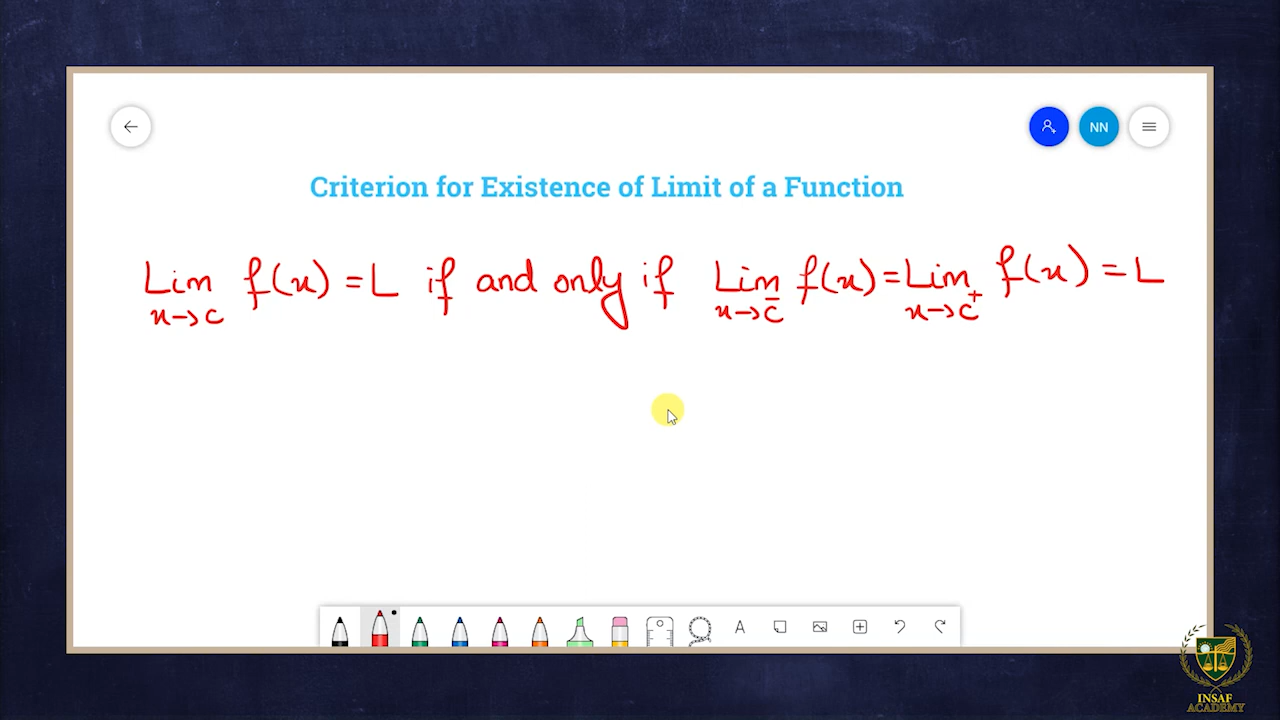 NN
Criterion for Existence of Limit of a Function
Lim f(x) = L if and only if Lim f(x) = Lim f(x) = L
x→c x→c⁻ x→c⁺
A
INSAF
ACADEMY